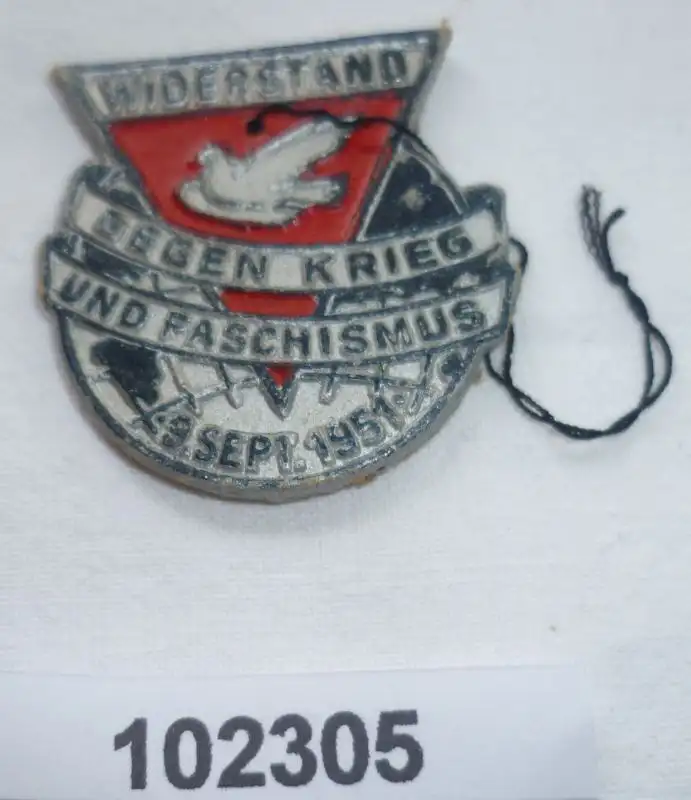 WIDERSTAND
GEGEN KRIEG
UND FASCHISMUS
9. SEPT. 1951
102305